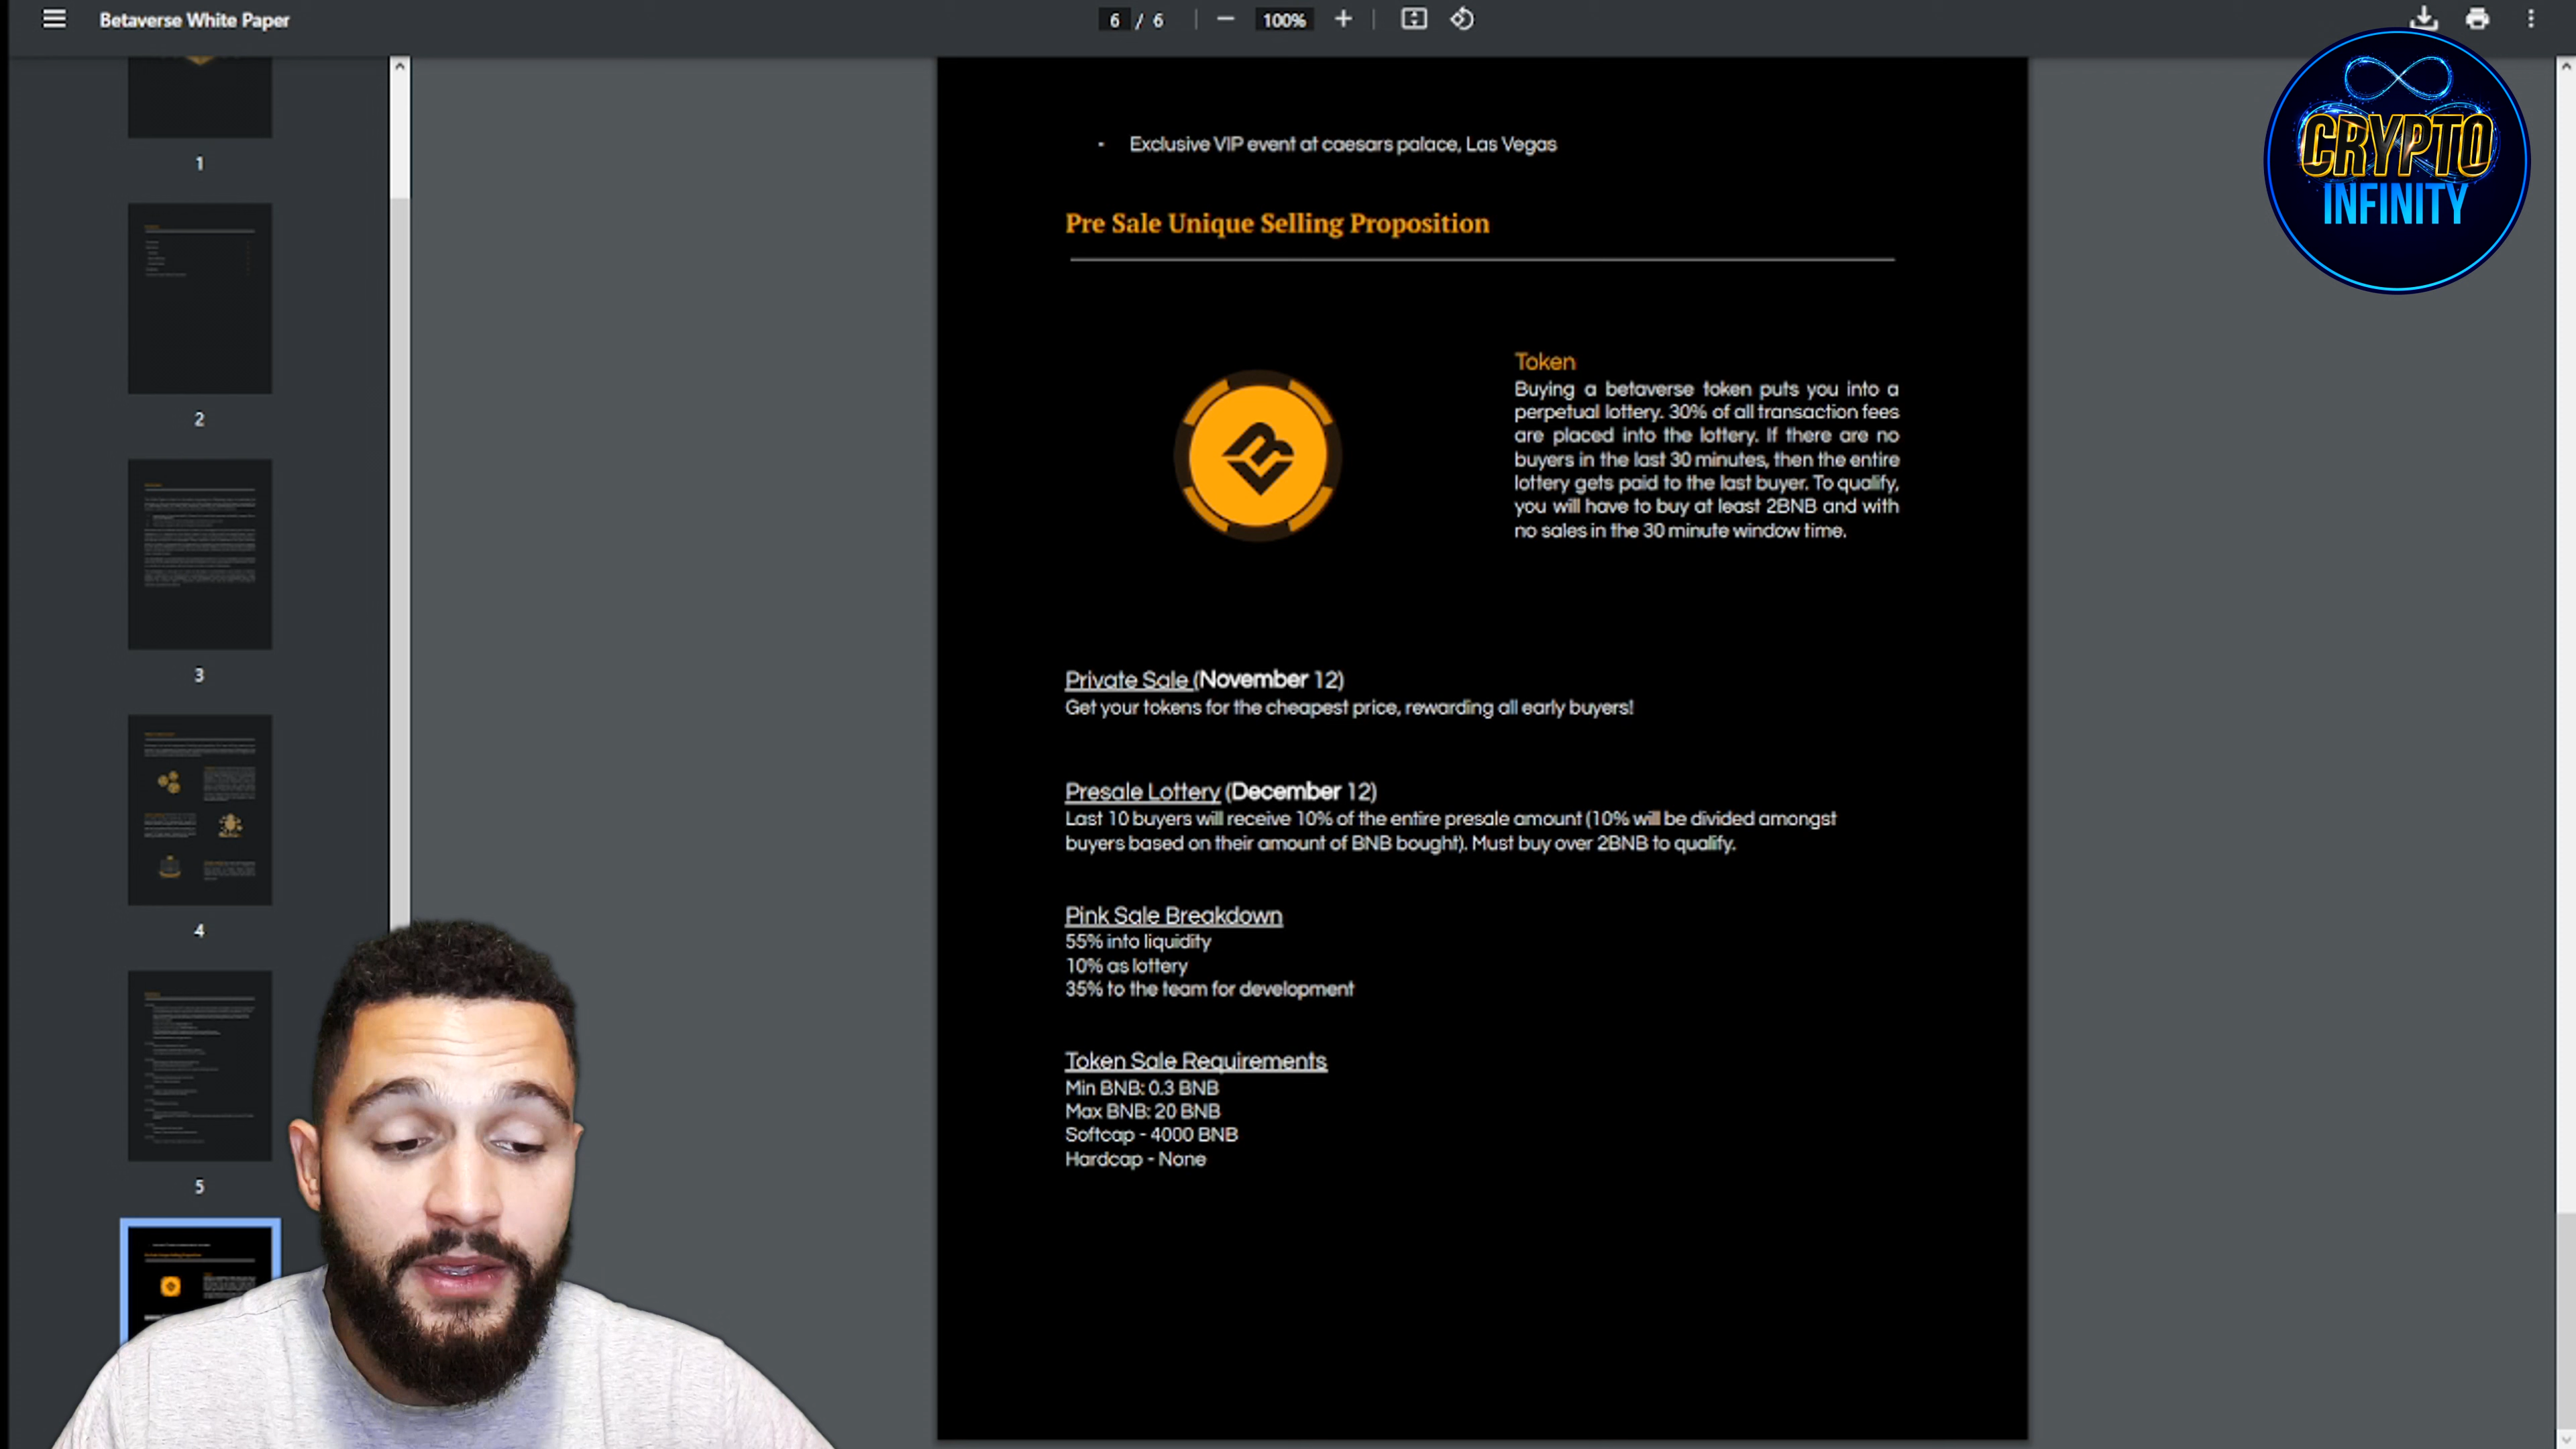 Betaverse White Paper
6 / 6
100%
CRYPTO
INFINITY
1
2
3
4
5
- Exclusive VIP event at caesars palace, Las Vegas
Pre Sale Unique Selling Proposition
Token
Buying a betaverse token puts you into a
perpetual lottery. 30% of all transaction fees
are placed into the lottery. If there are no
buyers in the last 30 minutes, then the entire
lottery gets paid to the last buyer. To qualify,
you will have to buy at least 2BNB and with
no sales in the 30 minute window time.
Private Sale (November 12)
Get your tokens for the cheapest price, rewarding all early buyers!
Presale Lottery (December 12)
Last 10 buyers will receive 10% of the entire presale amount (10% will be divided amongst
buyers based on their amount of BNB bought). Must buy over 2BNB to qualify.
Pink Sale Breakdown
55% into liquidity
10% as lottery
35% to the team for development
Token Sale Requirements
Min BNB: 0.3 BNB
Max BNB: 20 BNB
Softcap - 4000 BNB
Hardcap - None